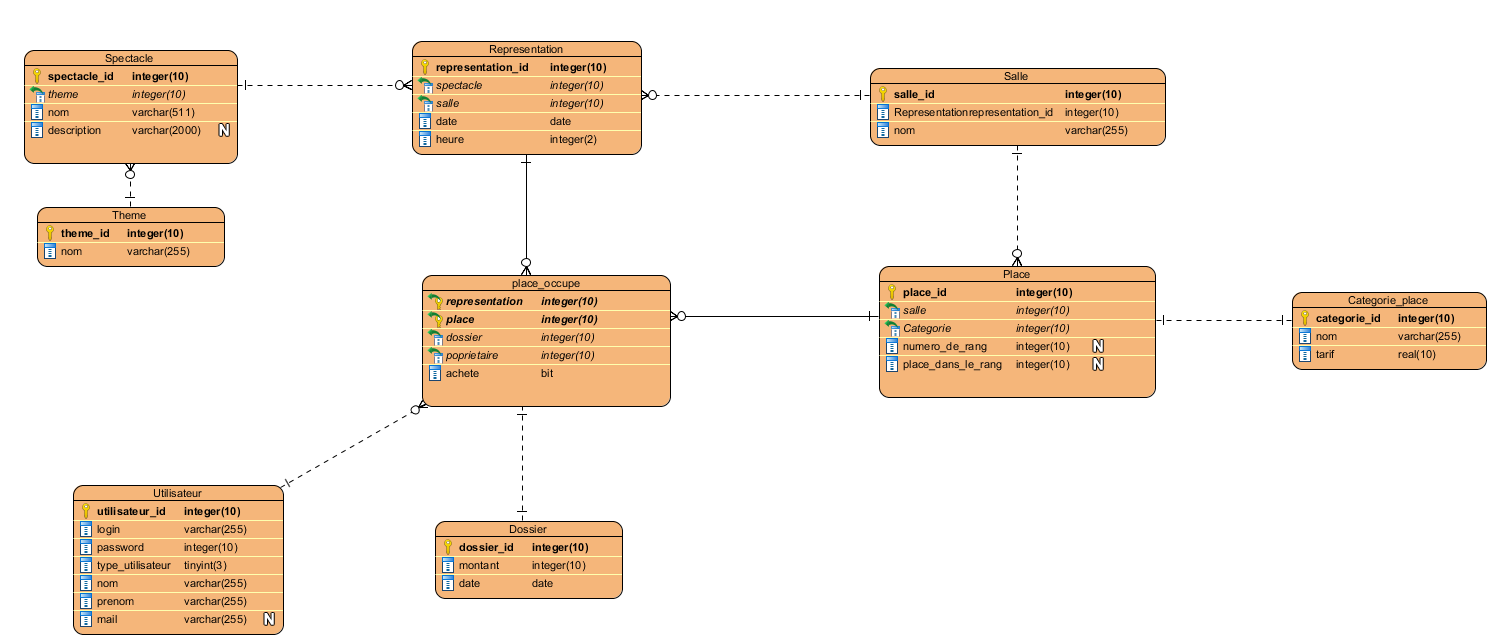 Spectacle
spectacle_id integer(10)
theme integer(10)
nom varchar(511)
description varchar(2000) N
Representation
representation_id integer(10)
spectacle integer(10)
salle integer(10)
date date
heure integer(2)
Salle
salle_id integer(10)
Representationrepresentation_id integer(10)
nom varchar(255)
Theme
theme_id integer(10)
nom varchar(255)
place_occupe
representation integer(10)
place integer(10)
dossier integer(10)
poprietaire integer(10)
achete bit
Place
place_id integer(10)
salle integer(10)
Categorie integer(10)
numero_de_rang integer(10) N
place_dans_le_rang integer(10) N
Categorie_place
categorie_id integer(10)
nom varchar(255)
tarif real(10)
Utilisateur
utilisateur_id integer(10)
login varchar(255)
password integer(10)
type_utilisateur tinyint(3)
nom varchar(255)
prenom varchar(255)
mail varchar(255) N
Dossier
dossier_id integer(10)
montant integer(10)
date date